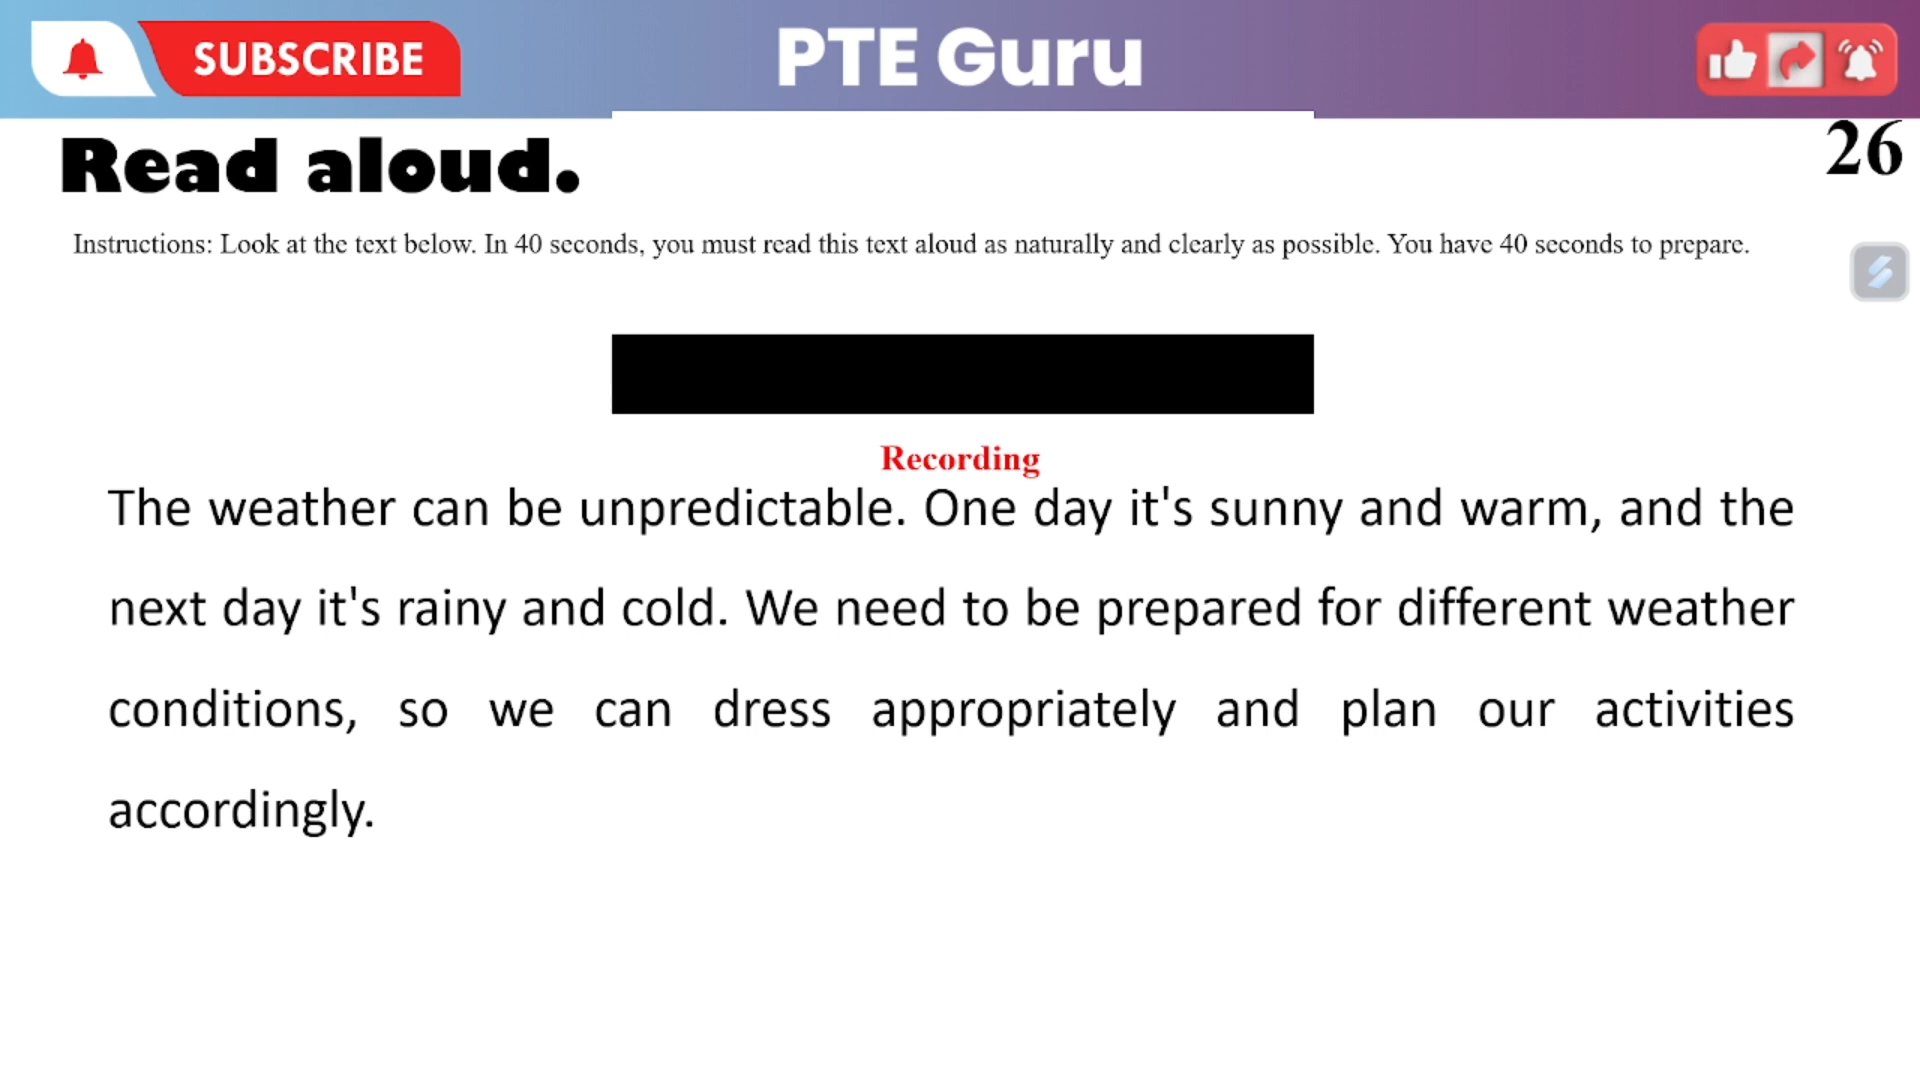 SUBSCRIBE
PTE Guru
Read aloud.
26
Instructions: Look at the text below. In 40 seconds, you must read this text aloud as naturally and clearly as possible. You have 40 seconds to prepare.
Recording
The weather can be unpredictable. One day it's sunny and warm, and the
next day it's rainy and cold. We need to be prepared for different weather
conditions, so we can dress appropriately and plan our activities
accordingly.